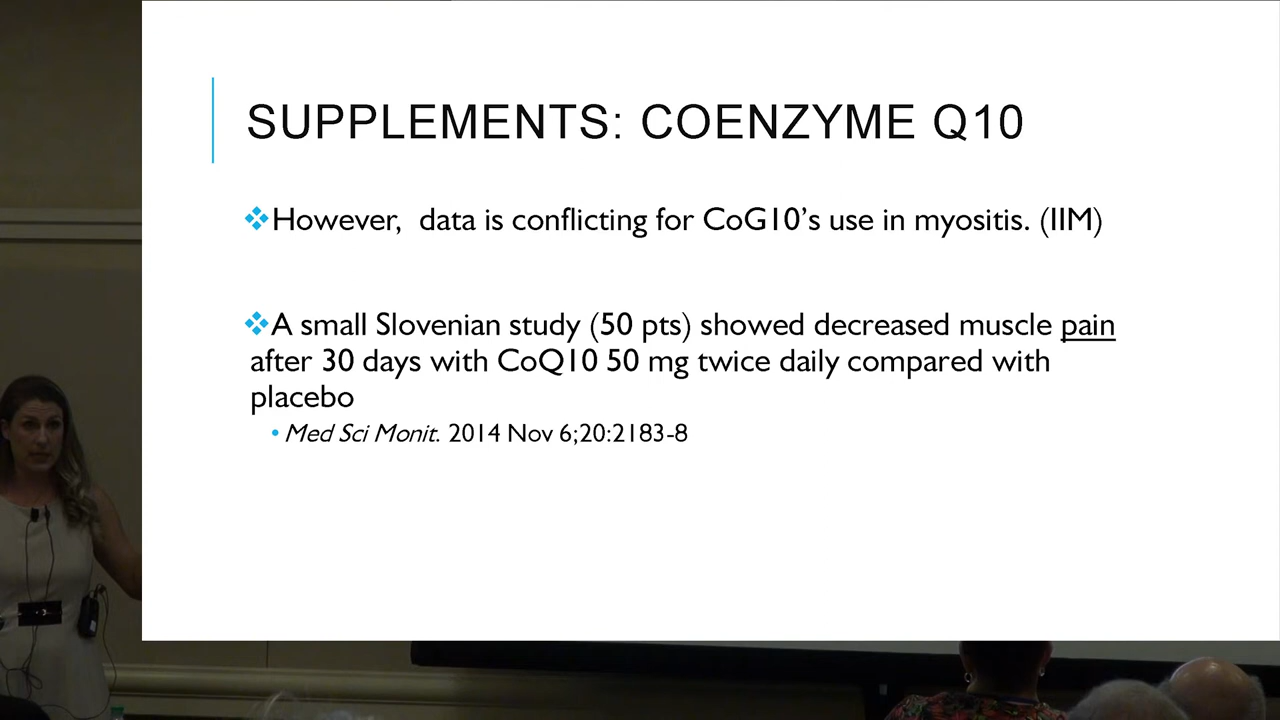 SUPPLEMENTS: COENZYME Q10
However, data is conflicting for CoG10's use in myositis. (IIM)
A small Slovenian study (50 pts) showed decreased muscle pain
after 30 days with CoQ10 50 mg twice daily compared with
placebo
Med Sci Monit. 2014 Nov 6;20:2183-8